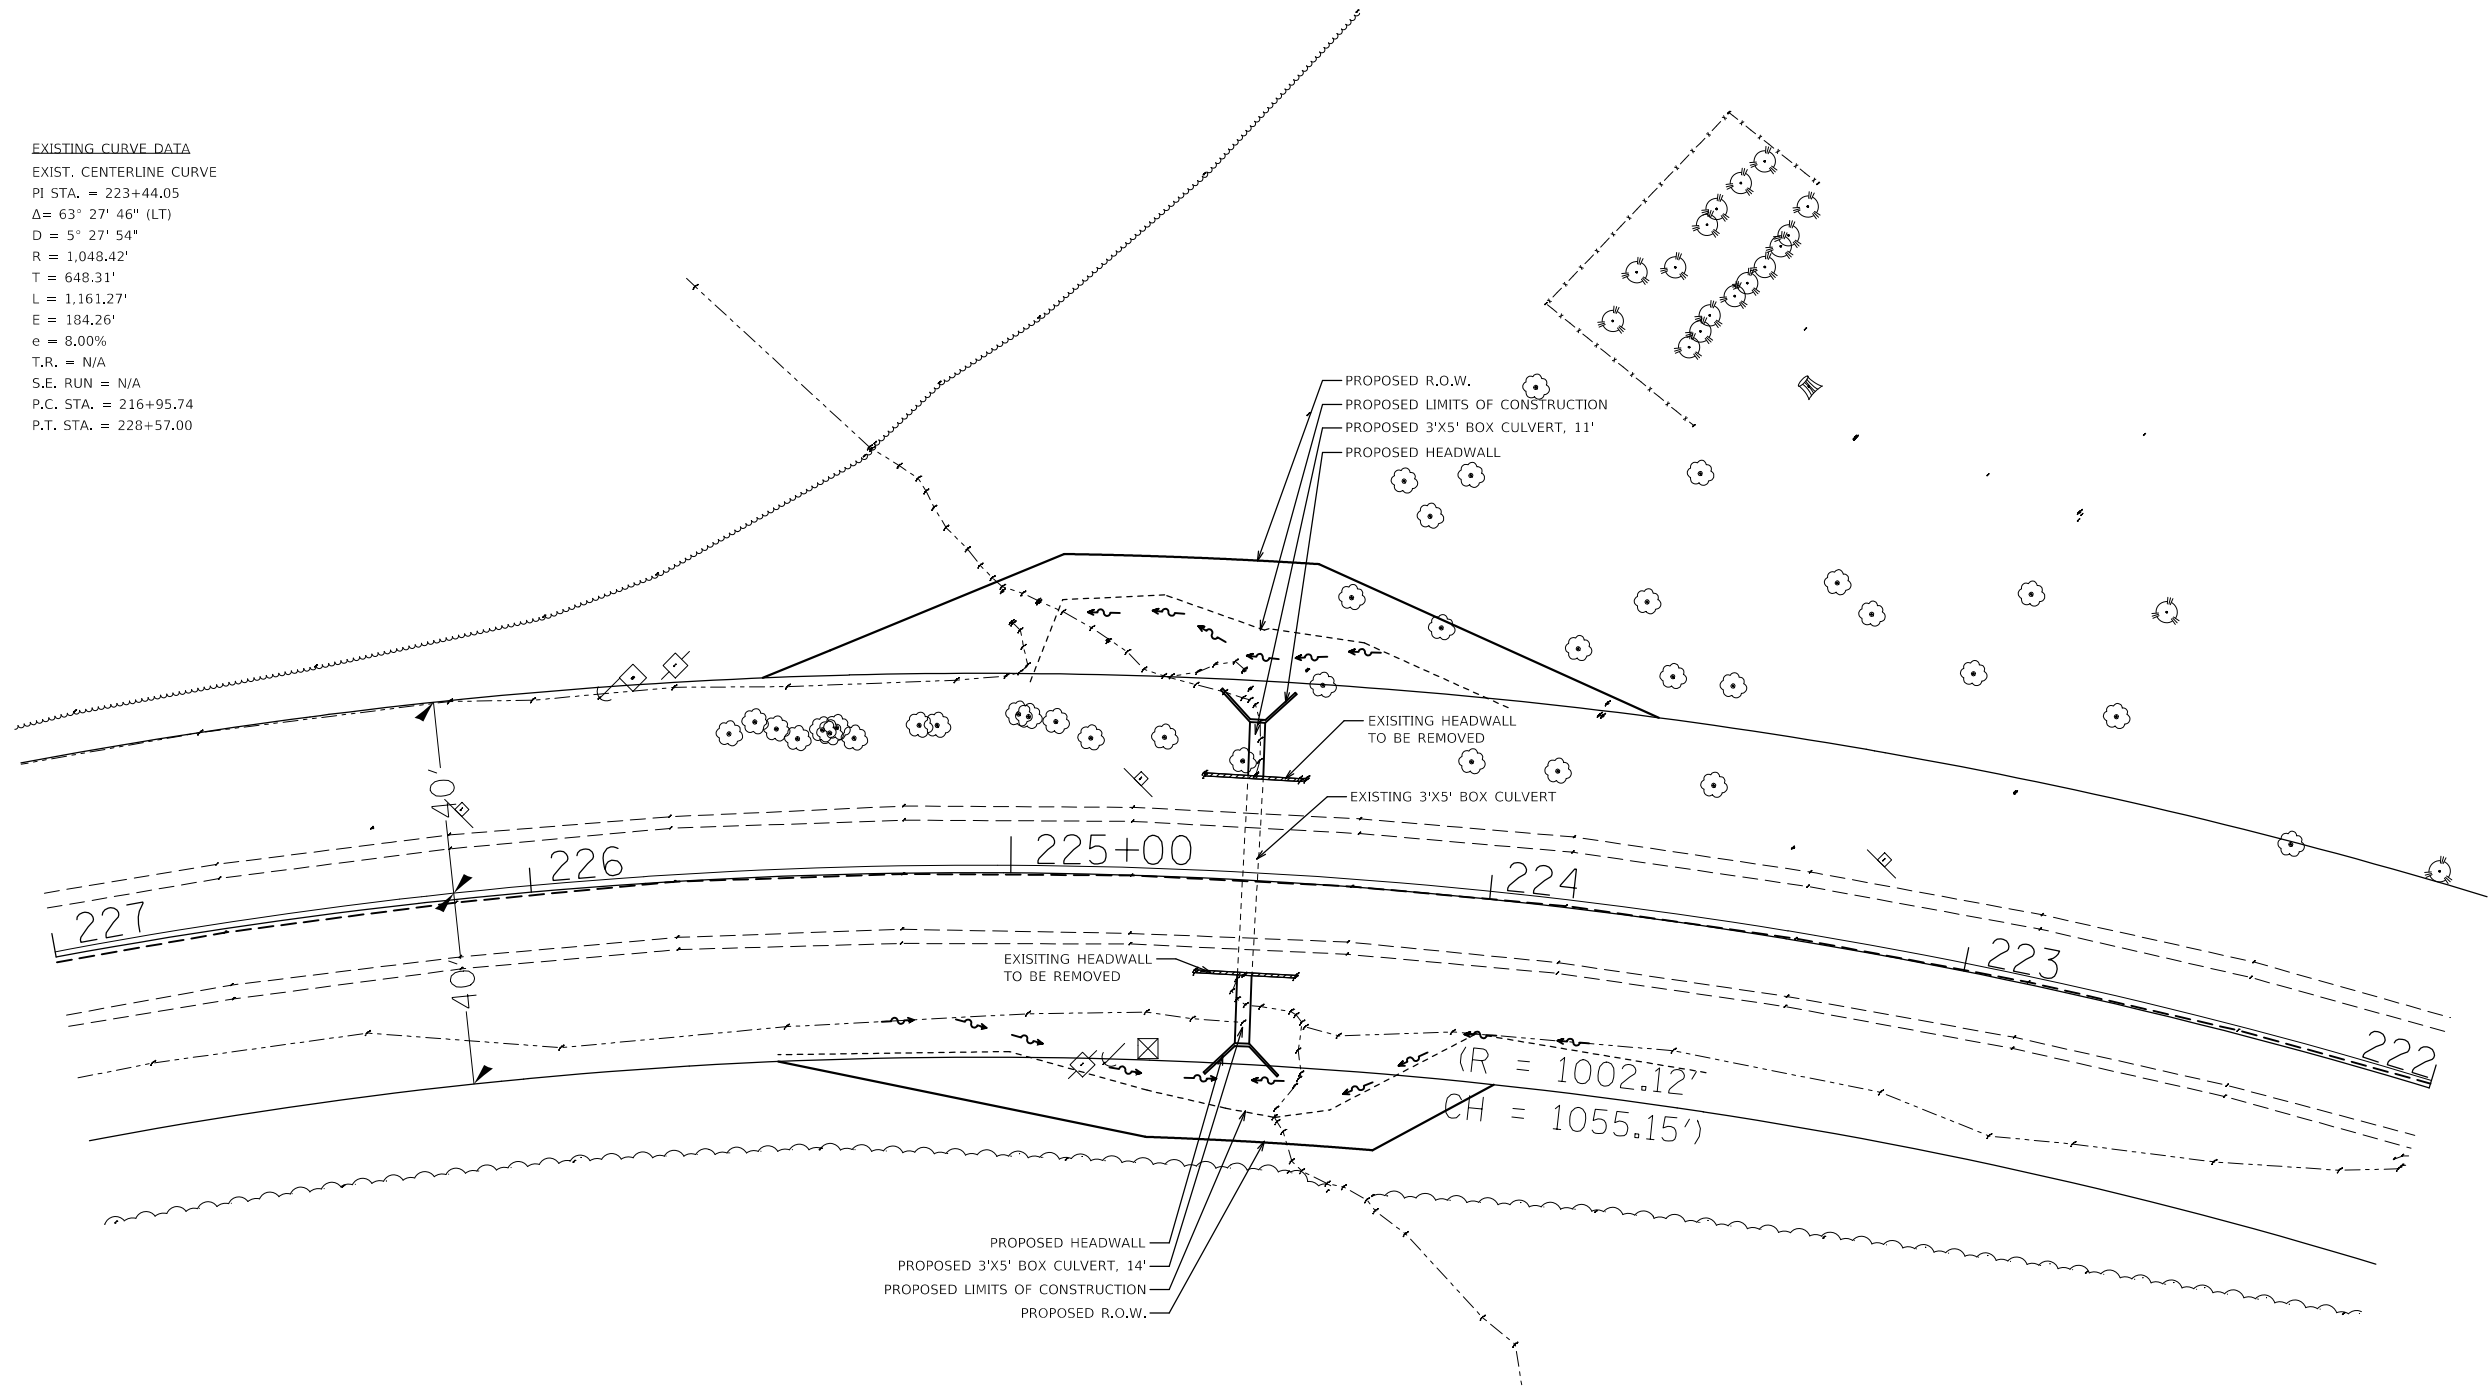 EXISTING CURVE DATA
EXIST. CENTERLINE CURVE
PI STA. = 223+44.05
Δ= 63° 27' 46" (LT)
D = 5° 27' 54"
R = 1,048.42'
T = 648.31'
L = 1,161.27'
E = 184.26'
e = 8.00%
T.R. = N/A
S.E. RUN = N/A
P.C. STA. = 216+95.74
P.T. STA. = 228+57.00
PROPOSED R.O.W.
PROPOSED LIMITS OF CONSTRUCTION
PROPOSED 3'X5' BOX CULVERT, 11'
PROPOSED HEADWALL
EXISITING HEADWALL
TO BE REMOVED
EXISTING 3'X5' BOX CULVERT
40'
227
226
225+00
224
223
222
40'
EXISITING HEADWALL
TO BE REMOVED
(R = 1002.12'
CH = 1055.15')
PROPOSED HEADWALL
PROPOSED 3'X5' BOX CULVERT, 14'
PROPOSED LIMITS OF CONSTRUCTION
PROPOSED R.O.W.